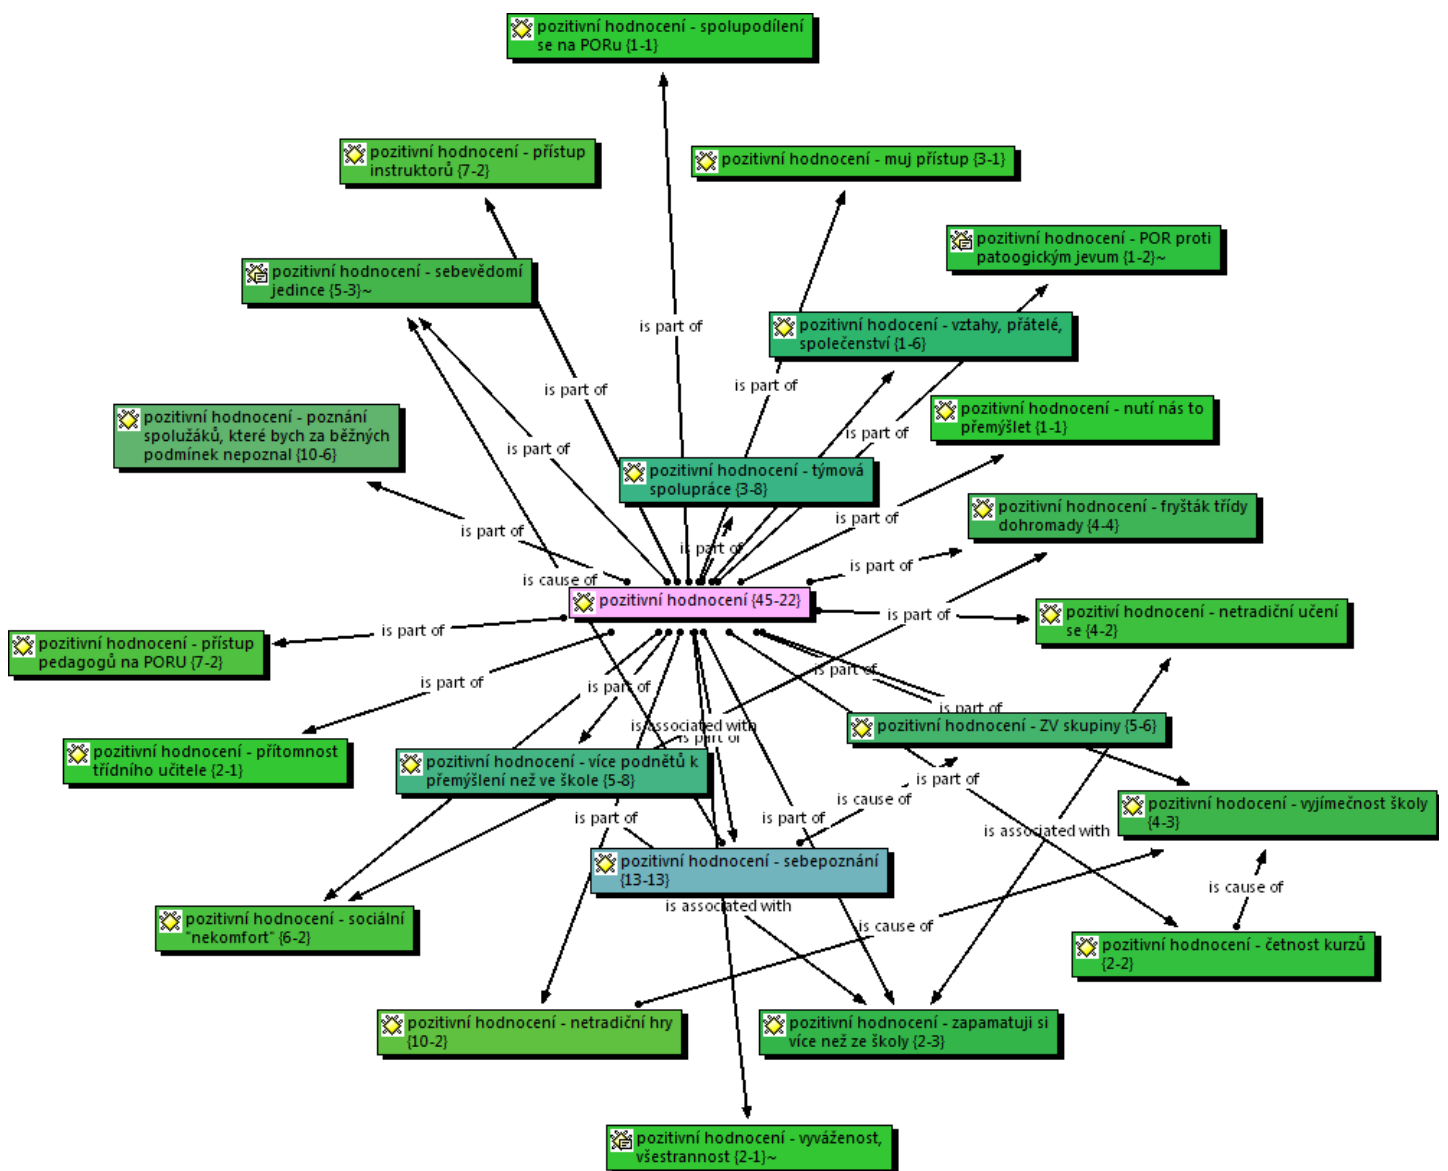 pozitivní hodnocení - spolupodílení
se na PORu {1-1}
pozitivní hodnocení - přístup
instruktorů {7-2}
pozitivní hodnocení - muj přístup {3-1}
pozitivní hodnocení - POR proti
patoogickým jevum {1-2}~
pozitivní hodnocení - sebevědomí
jedince {5-3}~
pozitivní hodocení - vztahy, přátelé,
společenství {1-6}
is part of
is part of
is part of
pozitivní hodnocení - poznání
spolužáků, které bych za běžných
podmínek nepoznal {10-6}
pozitivní hodnocení - nutí nás to
přemýšlet {1-1}
is part of
pozitivní hodnocení - týmová
spolupráce {3-8}
pozitivní hodnocení - fryšták třídy
dohromady {4-4}
is part of
is part of
is part of
is part of
is cause of
pozitivní hodnocení {45-22}
is part of
pozitiví hodnocení - netradiční učení
se {4-2}
is part of
pozitivní hodnocení - přístup
pedagogů na PORU {7-2}
is part of
is part of
is part of
is part of
is associated with
is part of
pozitivní hodnocení - ZV skupiny {5-6}
pozitivní hodnocení - přítomnost
třídního učitele {2-1}
pozitivní hodnocení - více podnětů k
přemýšlení než ve škole {5-8}
is part of
is cause of
pozitivní hodocení - vyjímečnost školy
{4-3}
is part of
is part of
is associated with
pozitivní hodnocení - sebepoznání
{13-13}
is cause of
is associated with
pozitivní hodnocení - sociální
"nekomfort" {6-2}
is cause of
pozitivní hodnocení - četnost kurzů
{2-2}
pozitivní hodnocení - netradiční hry
{10-2}
pozitivní hodnocení - zapamatuji si
více než ze školy {2-3}
pozitivní hodnocení - vyváženost,
všestrannost {2-1}~